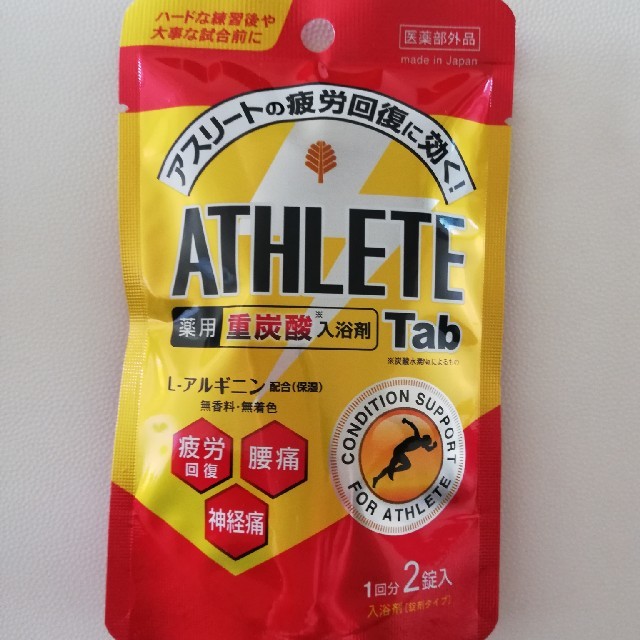 ハードな練習後や
大事な試合前に
医薬部外品
made in Japan
アスリートの疲労回復に効く!
ATHLETE
薬用 重炭酸※入浴剤 Tab
※炭酸水素Naによるもの
L-アルギニン 配合(保湿)
無香料・無着色
疲労
回復
腰痛
神経痛
CONDITION SUPPORT
FOR ATHLETE
1回分2錠入
入浴剤(錠剤タイプ)